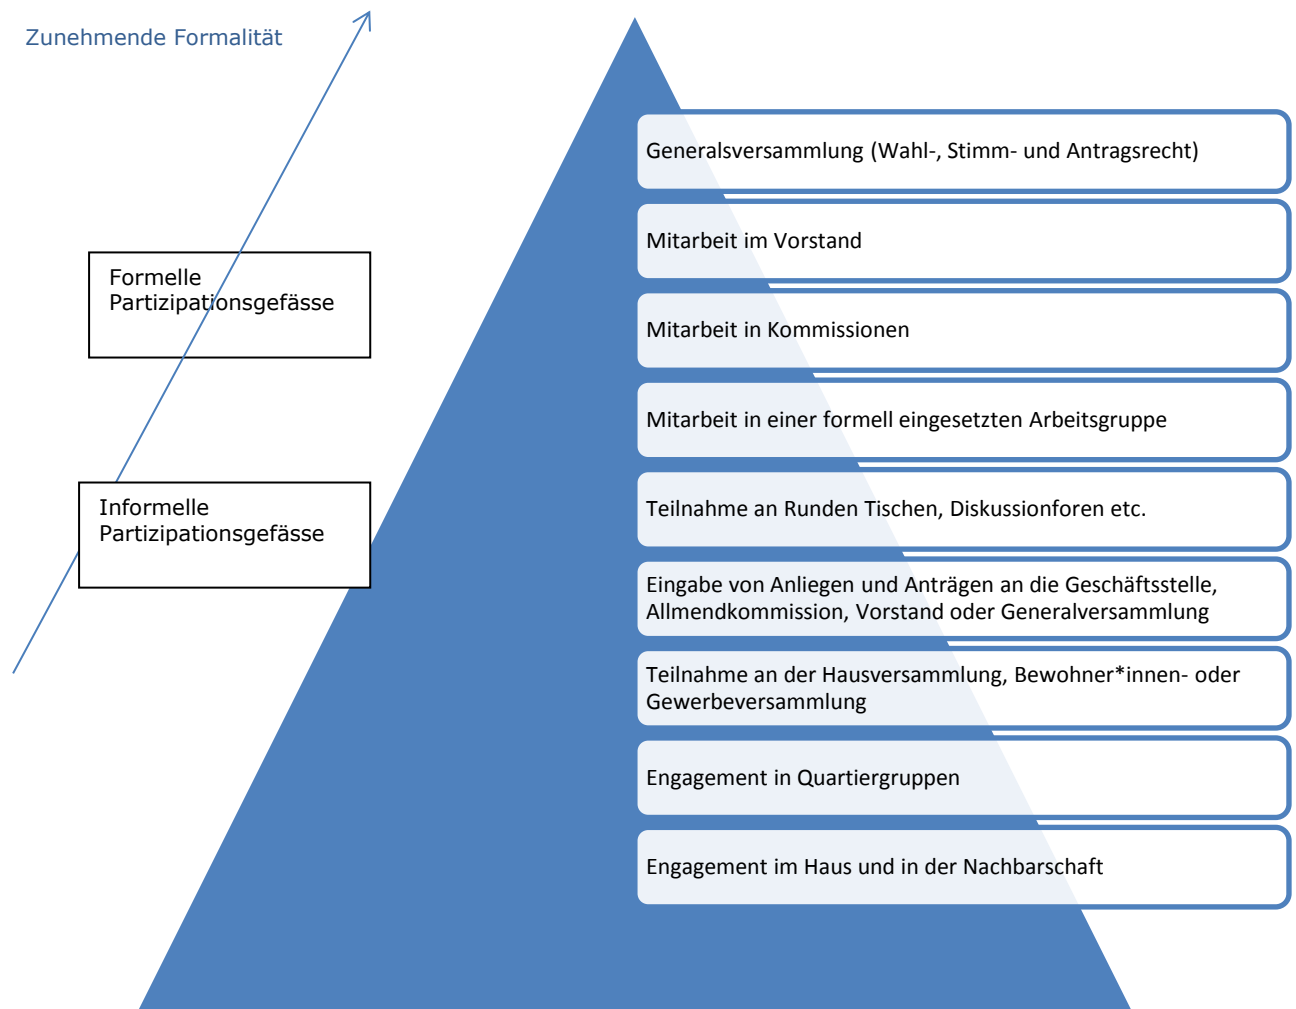 Zunehmende Formalität
Formelle
Partizipationsgefässe
Informelle
Partizipationsgefässe
Generalsversammlung (Wahl-, Stimm- und Antragsrecht)
Mitarbeit im Vorstand
Mitarbeit in Kommissionen
Mitarbeit in einer formell eingesetzten Arbeitsgruppe
Teilnahme an Runden Tischen, Diskussionforen etc.
Eingabe von Anliegen und Anträgen an die Geschäftsstelle,
Allmendkommission, Vorstand oder Generalversammlung
Teilnahme an der Hausversammlung, Bewohner*innen- oder
Gewerbeversammlung
Engagement in Quartiergruppen
Engagement im Haus und in der Nachbarschaft